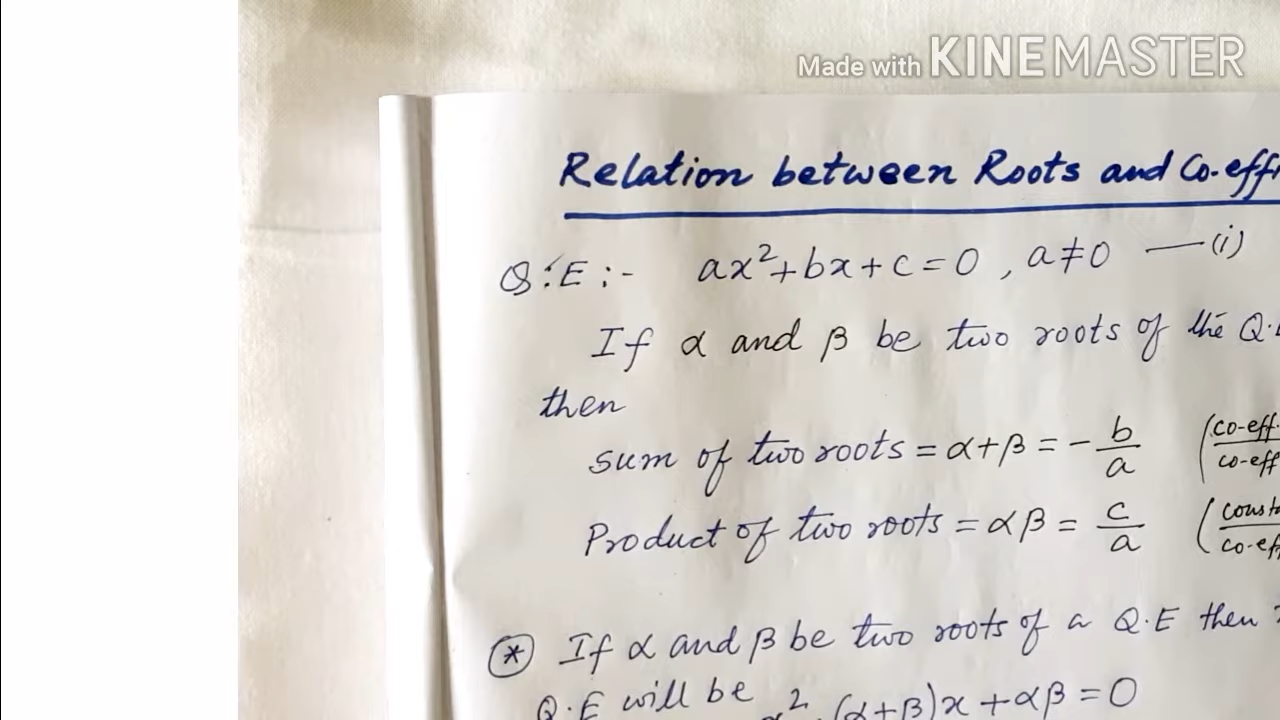 Made with KINEMASTER
Relation between Roots and Co-eff
Q.E :- ax²+bx+c=0 , a≠0 —(i)
If α and β be two roots of the Q.
then
sum of two roots = α+β = -b/a (co-eff./co-eff
Product of two roots = αβ = c/a (const/co-eff
* If α and β be two roots of a Q.E then
Q.E will be x² (α+β)x + αβ = 0